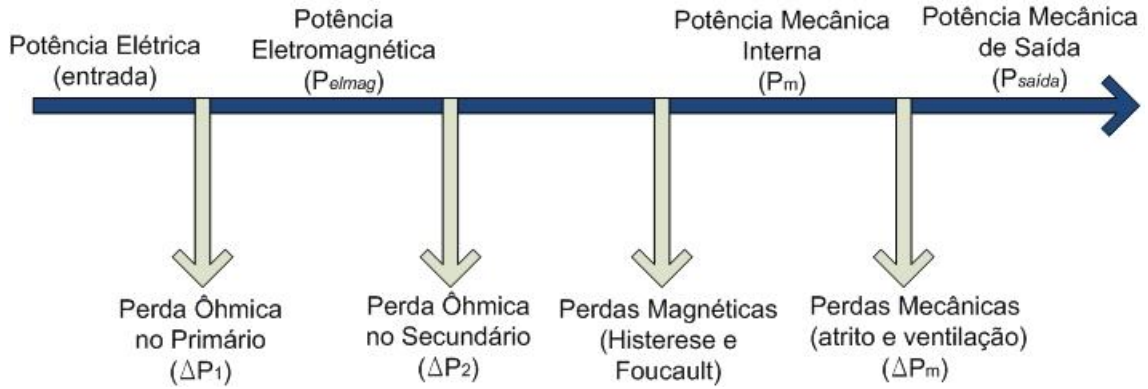 Potência Elétrica
(entrada)
Potência
Eletromagnética
(Pelmag)
Potência Mecânica
Interna
(Pm)
Potência Mecânica
de Saída
(Psaída)
Perda Ôhmica
no Primário
(ΔP1)
Perda Ôhmica
no Secundário
(ΔP2)
Perdas Magnéticas
(Histerese e
Foucault)
Perdas Mecânicas
(atrito e ventilação)
(ΔPm)